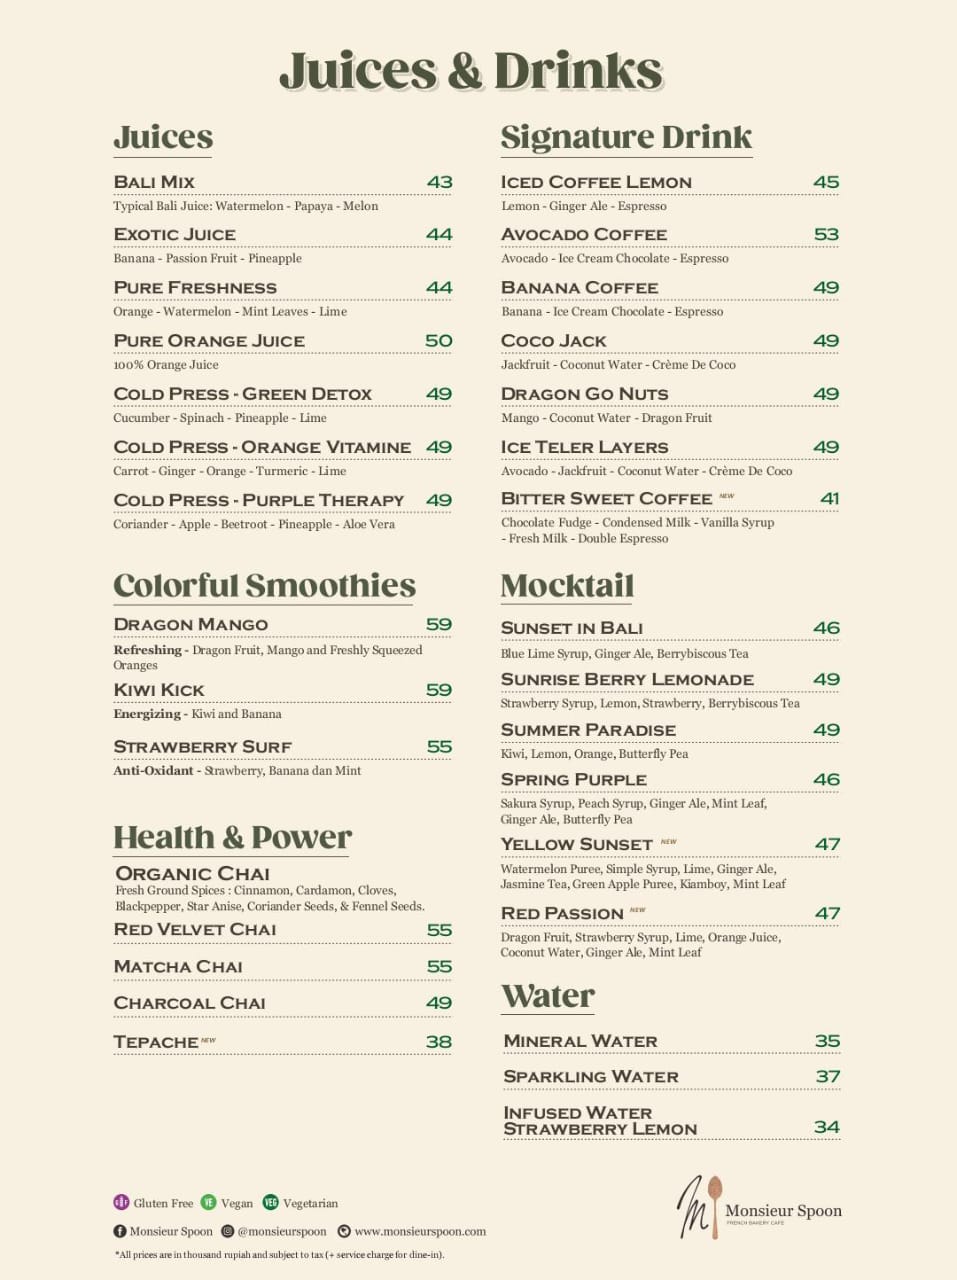 Juices & Drinks
Juices
BALI MIX 43
Typical Bali Juice: Watermelon - Papaya - Melon
EXOTIC JUICE 44
Banana - Passion Fruit - Pineapple
PURE FRESHNESS 44
Orange - Watermelon - Mint Leaves - Lime
PURE ORANGE JUICE 50
100% Orange Juice
COLD PRESS - GREEN DETOX 49
Cucumber - Spinach - Pineapple - Lime
COLD PRESS - ORANGE VITAMINE 49
Carrot - Ginger - Orange - Turmeric - Lime
COLD PRESS - PURPLE THERAPY 49
Coriander - Apple - Beetroot - Pineapple - Aloe Vera
Colorful Smoothies
DRAGON MANGO 59
Refreshing - Dragon Fruit, Mango and Freshly Squeezed
Oranges
KIWI KICK 59
Energizing - Kiwi and Banana
STRAWBERRY SURF 55
Anti-Oxidant - Strawberry, Banana dan Mint
Health & Power
ORGANIC CHAI
Fresh Ground Spices : Cinnamon, Cardamon, Cloves,
Blackpepper, Star Anise, Coriander Seeds, & Fennel Seeds.
RED VELVET CHAI 55
MATCHA CHAI 55
CHARCOAL CHAI 49
TEPACHE NEW 38
Signature Drink
ICED COFFEE LEMON 45
Lemon - Ginger Ale - Espresso
AVOCADO COFFEE 53
Avocado - Ice Cream Chocolate - Espresso
BANANA COFFEE 49
Banana - Ice Cream Chocolate - Espresso
COCO JACK 49
Jackfruit - Coconut Water - Crème De Coco
DRAGON GO NUTS 49
Mango - Coconut Water - Dragon Fruit
ICE TELER LAYERS 49
Avocado - Jackfruit - Coconut Water - Crème De Coco
BITTER SWEET COFFEE NEW 41
Chocolate Fudge - Condensed Milk - Vanilla Syrup
- Fresh Milk - Double Espresso
Mocktail
SUNSET IN BALI 46
Blue Lime Syrup, Ginger Ale, Berrybiscous Tea
SUNRISE BERRY LEMONADE 49
Strawberry Syrup, Lemon, Strawberry, Berrybiscous Tea
SUMMER PARADISE 49
Kiwi, Lemon, Orange, Butterfly Pea
SPRING PURPLE 46
Sakura Syrup, Peach Syrup, Ginger Ale, Mint Leaf,
Ginger Ale, Butterfly Pea
YELLOW SUNSET NEW 47
Watermelon Puree, Simple Syrup, Lime, Ginger Ale,
Jasmine Tea, Green Apple Puree, Kiamboy, Mint Leaf
RED PASSION NEW 47
Dragon Fruit, Strawberry Syrup, Lime, Orange Juice,
Coconut Water, Ginger Ale, Mint Leaf
Water
MINERAL WATER 35
SPARKLING WATER 37
INFUSED WATER
STRAWBERRY LEMON 34
GF Gluten Free VE Vegan VEG Vegetarian
Monsieur Spoon @monsieurspoon www.monsieurspoon.com
*All prices are in thousand rupiah and subject to tax (+ service charge for dine-in).
M Monsieur Spoon
FRENCH BAKERY CAFE